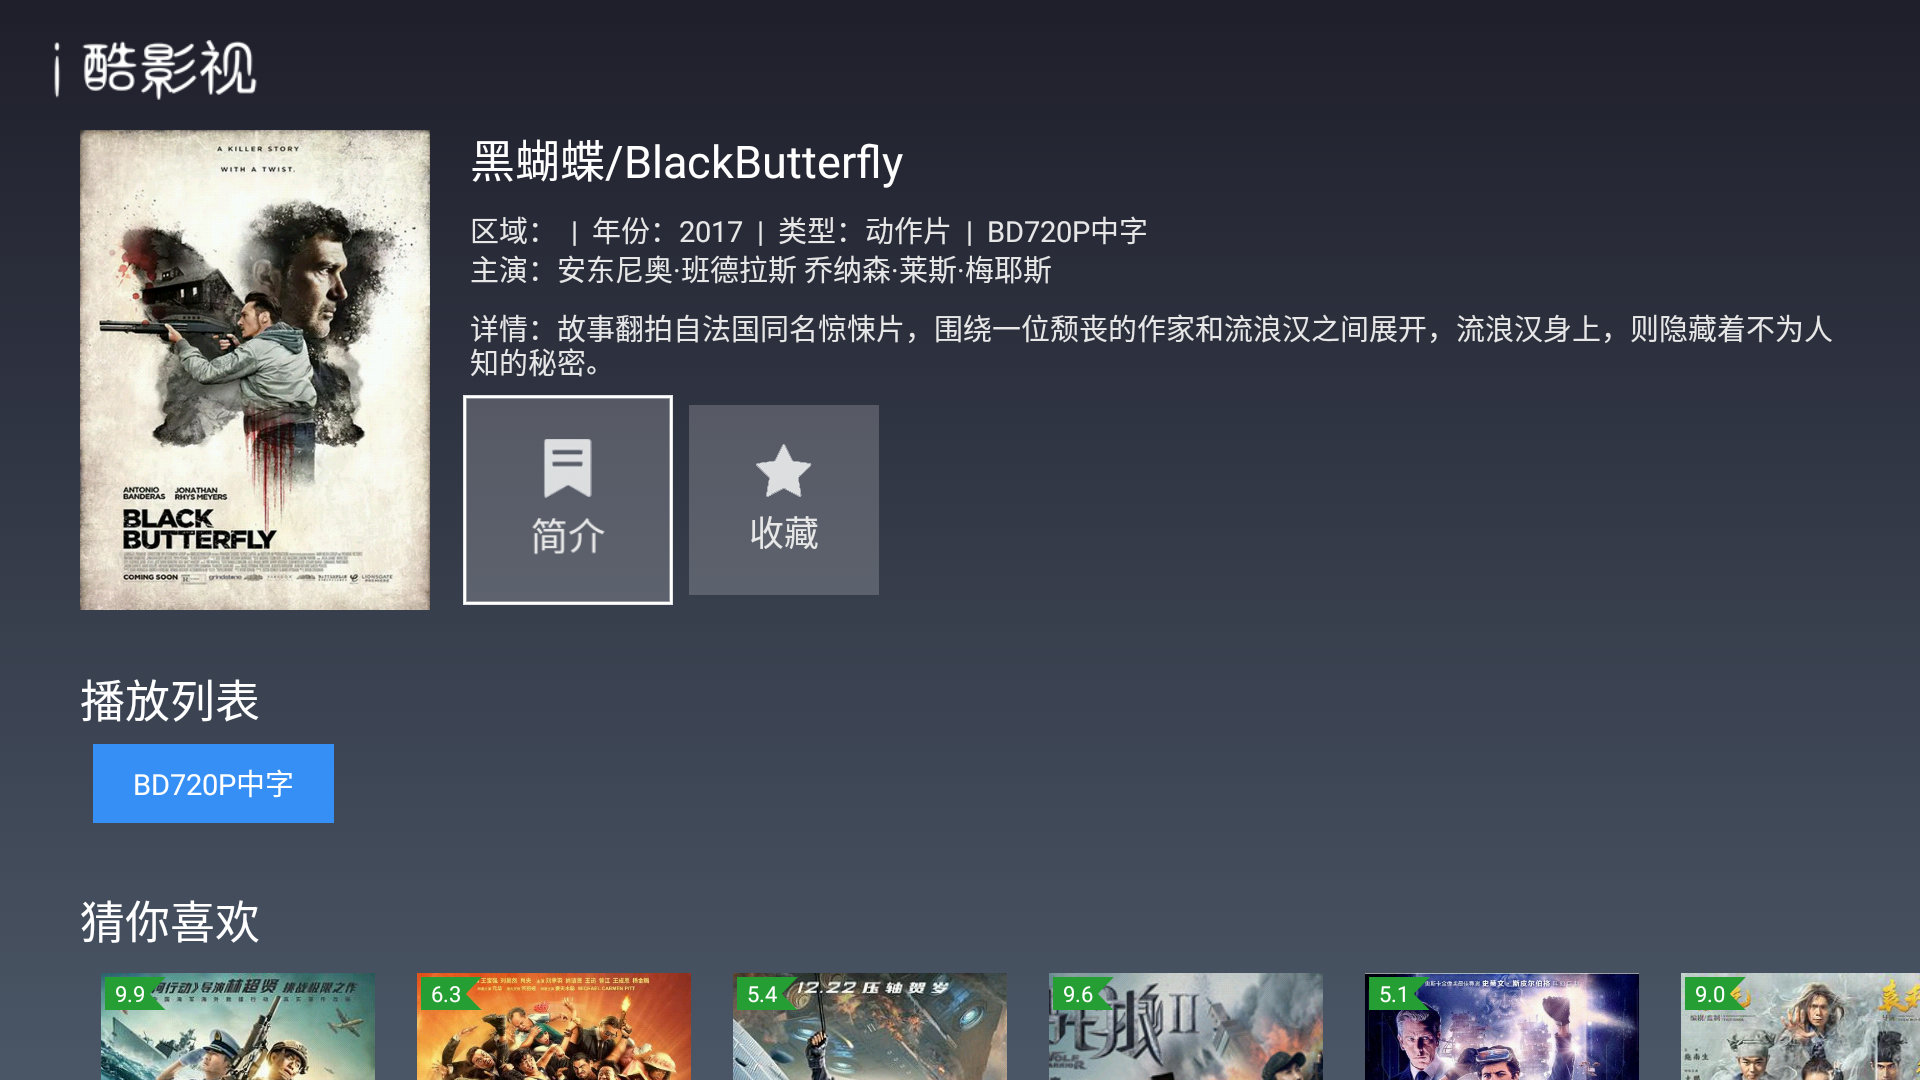 i 酷影视
A KILLER STORY
WITH A TWIST.
ANTONIO BANDERAS
JONATHAN RHYS MEYERS
BLACK
BUTTERFLY
COMING SOON
黑蝴蝶/BlackButterfly
区域： | 年份：2017 | 类型：动作片 | BD720P中字
主演：安东尼奥·班德拉斯 乔纳森·莱斯·梅耶斯
详情：故事翻拍自法国同名惊悚片，围绕一位颓丧的作家和流浪汉之间展开，流浪汉身上，则隐藏着不为人
知的秘密。
简介
收藏
播放列表
BD720P中字
猜你喜欢
9.9
河行动》导演林超贤 挑战极限之作
6.3
5.4
12.22 压轴贺岁
9.6
战狼II
5.1
9.0